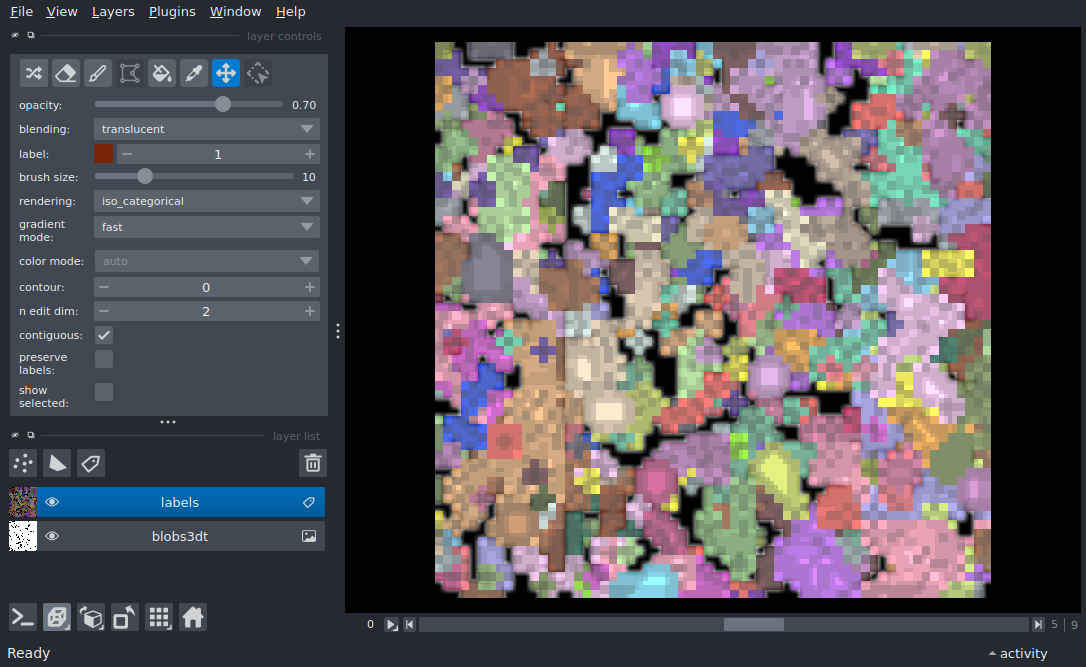 File View Layers Plugins Window Help
layer controls
opacity: 0.70
blending: translucent
label: 1
brush size: 10
rendering: iso_categorical
gradient
mode: fast
color mode: auto
contour: 0
n edit dim: 2
contiguous:
preserve
labels:
show
selected:
layer list
labels
blobs3dt
0 5 9
Ready activity